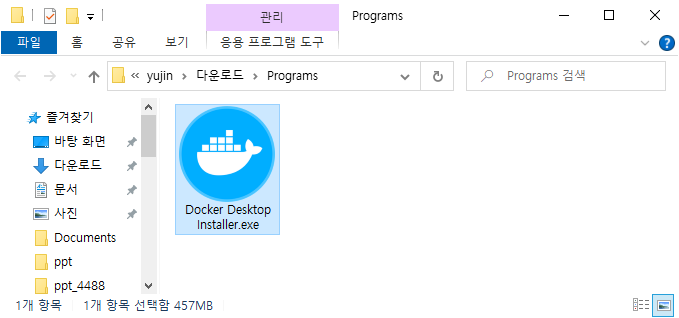 관리
Programs
파일
홈
공유
보기
응용 프로그램 도구
« yujin > 다운로드 > Programs
Programs 검색
즐겨찾기
바탕 화면
다운로드
문서
사진
Documents
ppt
ppt_4488
Docker Desktop
Installer.exe
1개 항목
1개 항목 선택함 457MB